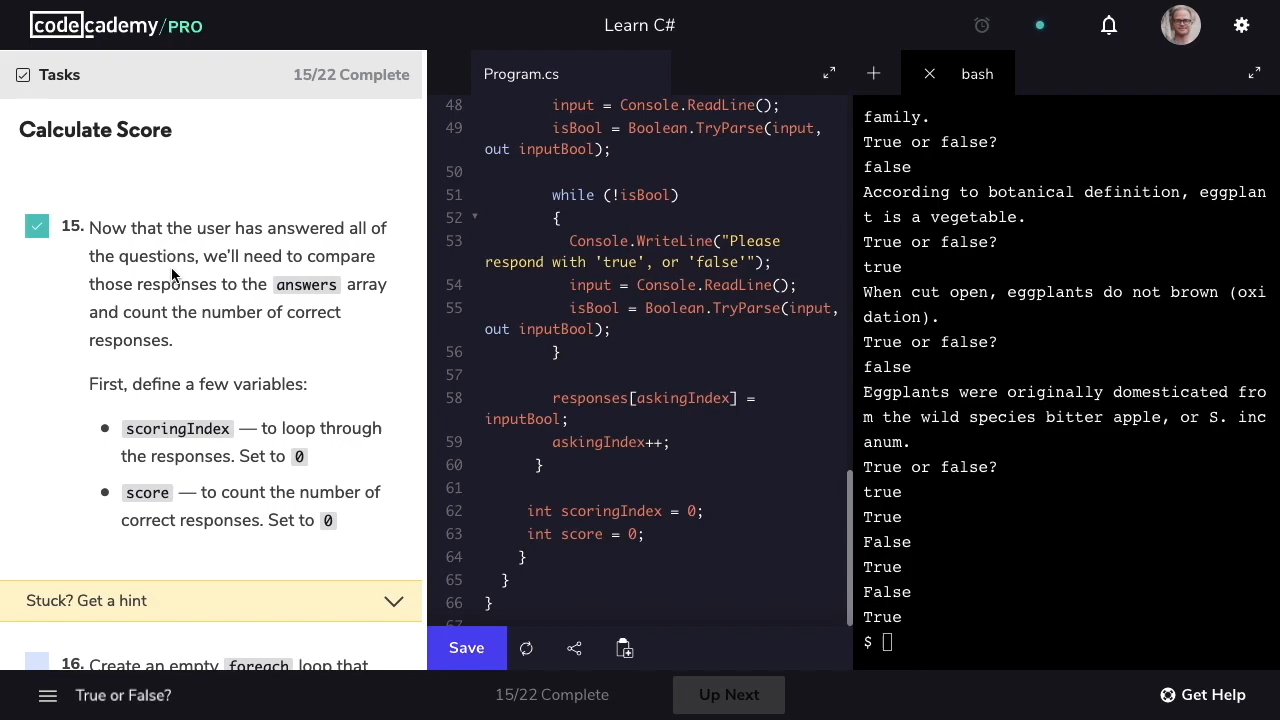 codecademy/PRO
Learn C#
Tasks
15/22 Complete
Calculate Score
15. Now that the user has answered all of
the questions, we'll need to compare
those responses to the answers array
and count the number of correct
responses.
First, define a few variables:
scoringIndex — to loop through
the responses. Set to 0
score — to count the number of
correct responses. Set to 0
Stuck? Get a hint
16. Create an empty foreach loop that
Program.cs
48 input = Console.ReadLine();
49 isBool = Boolean.TryParse(input,
out inputBool);
50
51 while (!isBool)
52 {
53 Console.WriteLine("Please
respond with 'true', or 'false'");
54 input = Console.ReadLine();
55 isBool = Boolean.TryParse(input,
out inputBool);
56 }
57
58 responses[askingIndex] =
inputBool;
59 askingIndex++;
60 }
61
62 int scoringIndex = 0;
63 int score = 0;
64 }
65 }
66 }
67
Save
bash
family.
True or false?
false
According to botanical definition, eggplan
t is a vegetable.
True or false?
true
When cut open, eggplants do not brown (oxi
dation).
True or false?
false
Eggplants were originally domesticated fro
m the wild species bitter apple, or S. inc
anum.
True or false?
true
True
False
True
False
True
$
True or False?
15/22 Complete
Up Next
Get Help